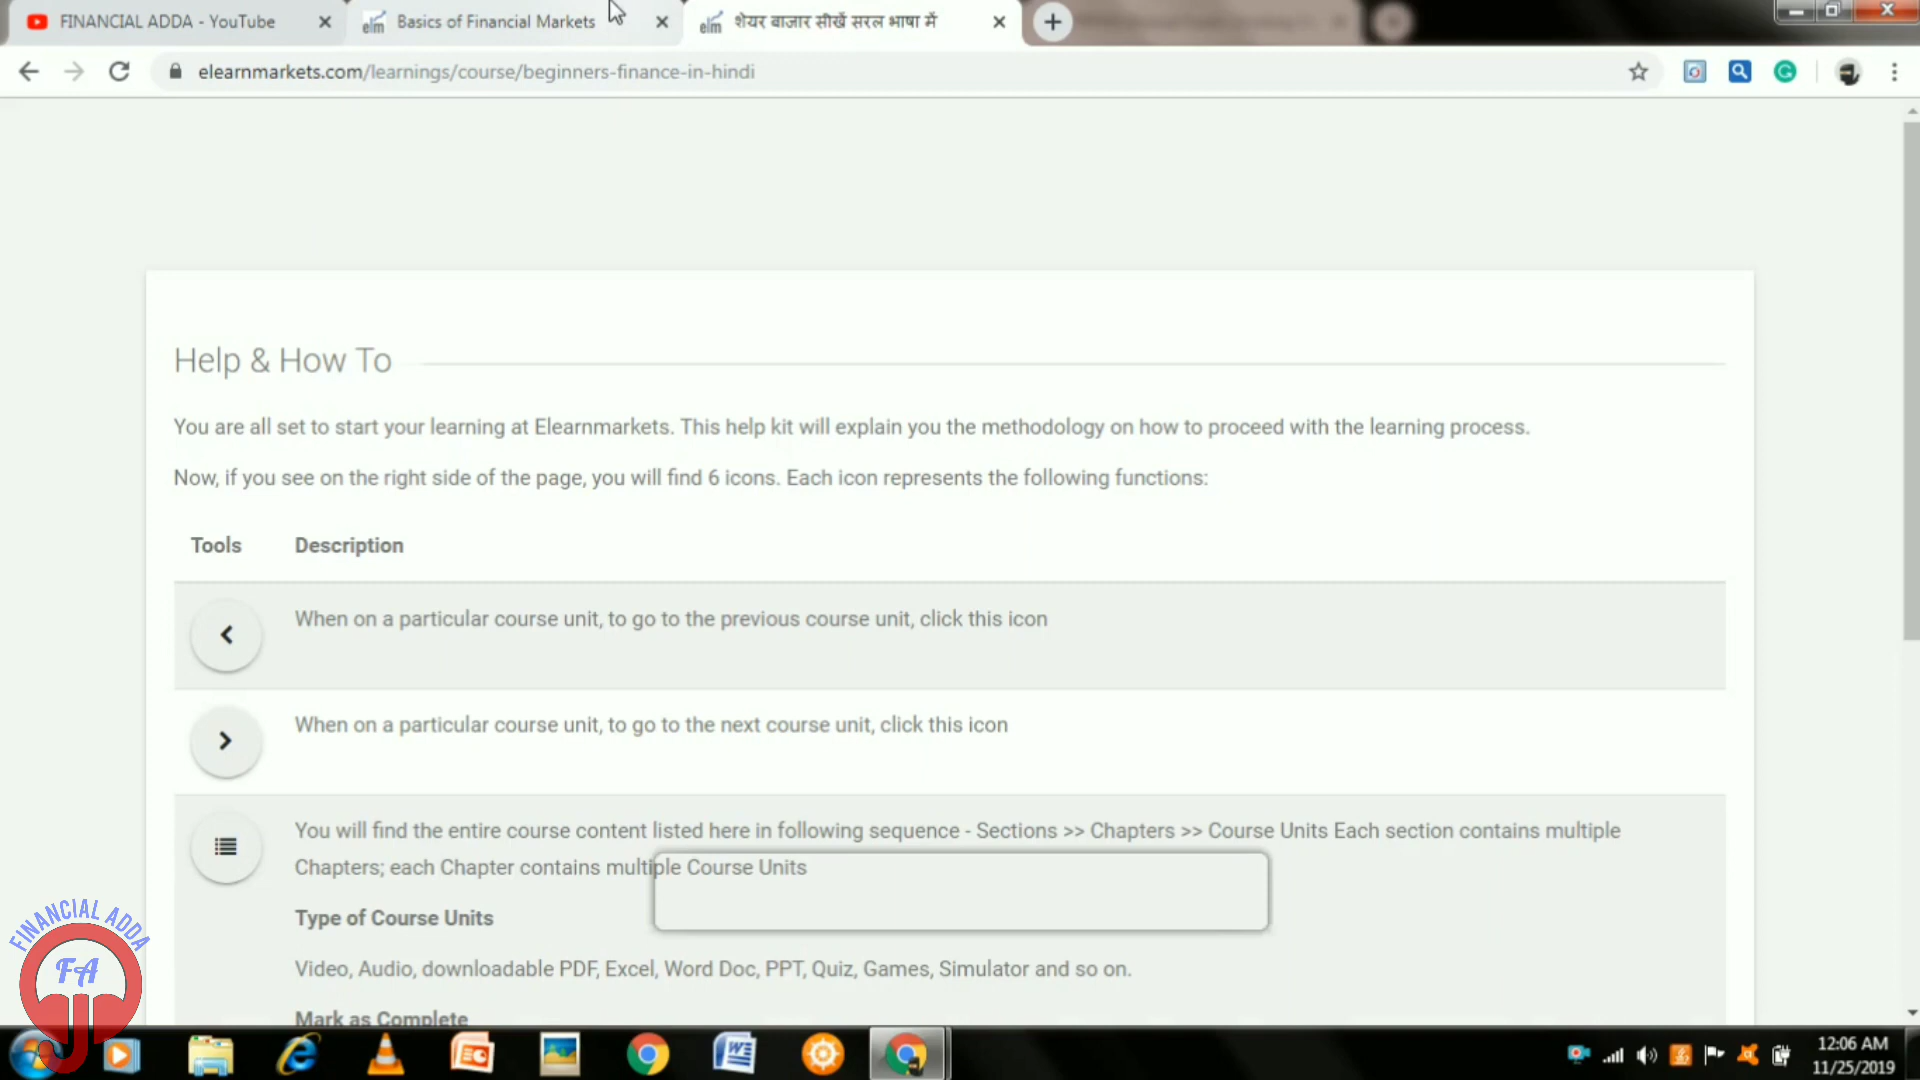 FINANCIAL ADDA - YouTube
elm Basics of Financial Markets
elm शेयर बाजार सीखें सरल भाषा में
elearnmarkets.com/learnings/course/beginners-finance-in-hindi
Help & How To
You are all set to start your learning at Elearnmarkets. This help kit will explain you the methodology on how to proceed with the learning process.
Now, if you see on the right side of the page, you will find 6 icons. Each icon represents the following functions:
Tools Description
When on a particular course unit, to go to the previous course unit, click this icon
When on a particular course unit, to go to the next course unit, click this icon
You will find the entire course content listed here in following sequence - Sections >> Chapters >> Course Units Each section contains multiple
Chapters; each Chapter contains multiple Course Units
Type of Course Units
Video, Audio, downloadable PDF, Excel, Word Doc, PPT, Quiz, Games, Simulator and so on.
Mark as Complete
FINANCIAL ADDA
FA
12:06 AM
11/25/2019